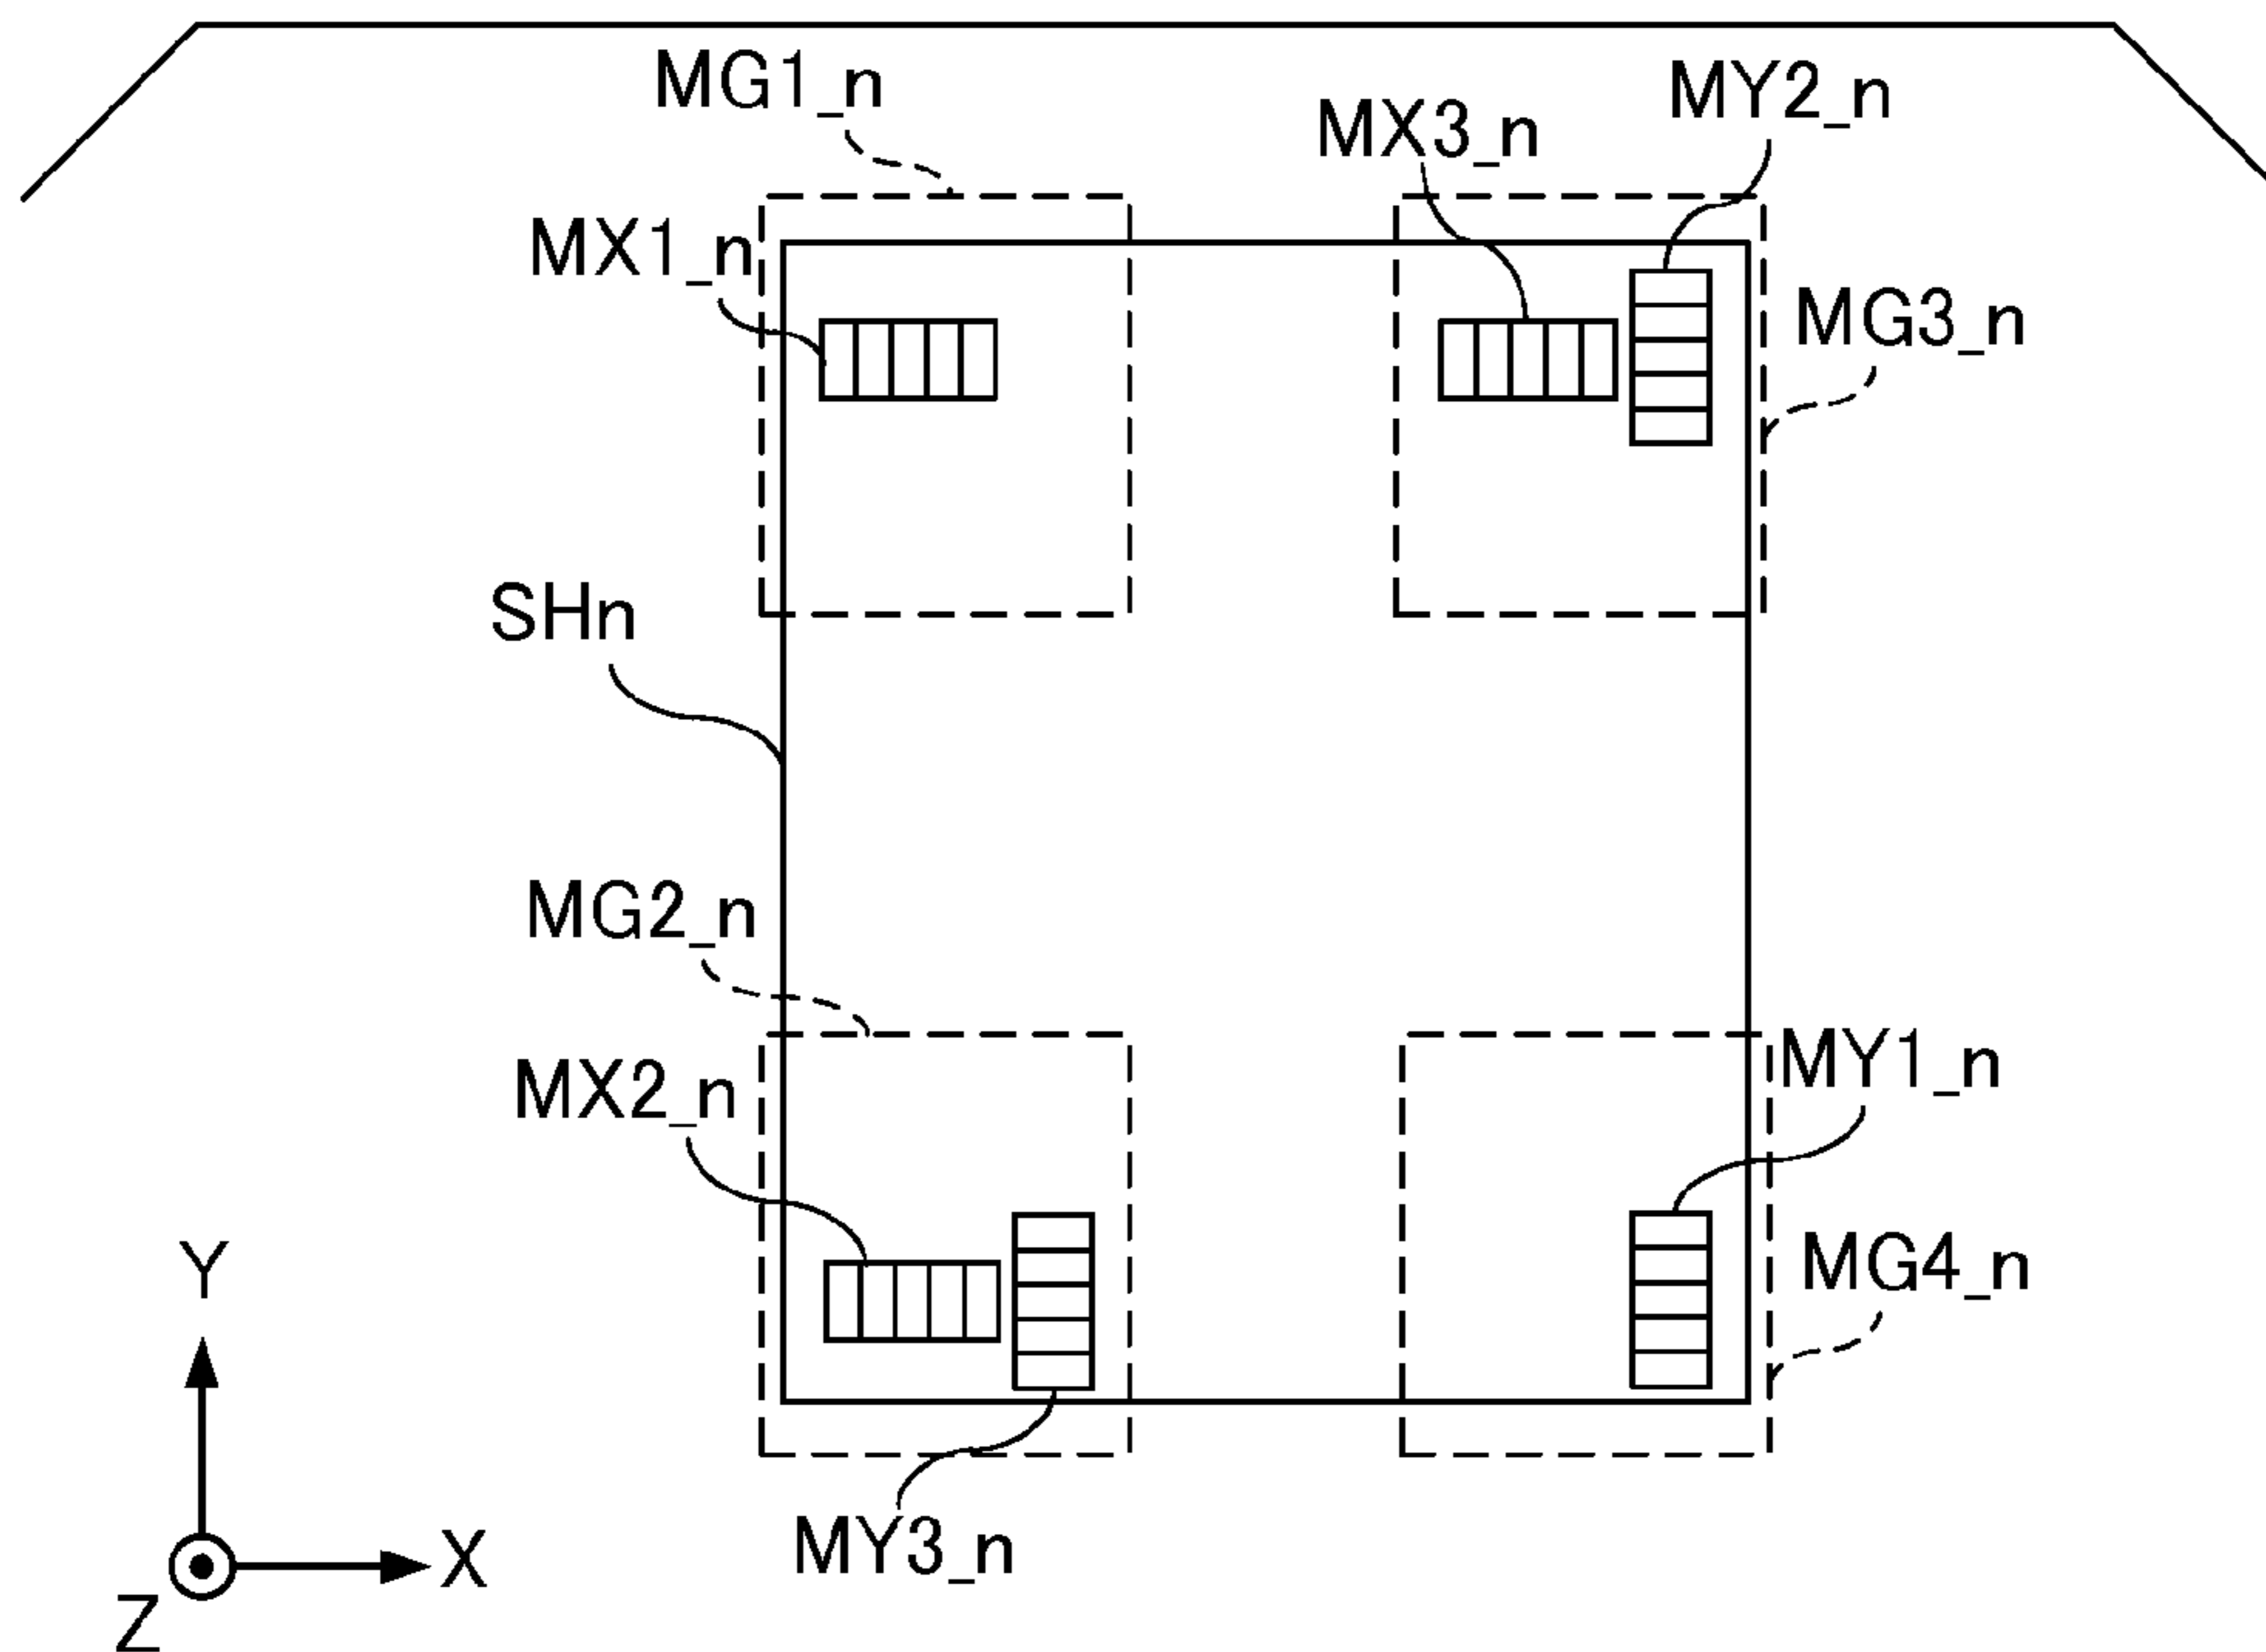 MG1_n
MY2_n
MX3_n
MX1_n
MG3_n
SHn
MG2_n
MY1_n
MX2_n
MG4_n
Y
MY3_n
X
Z